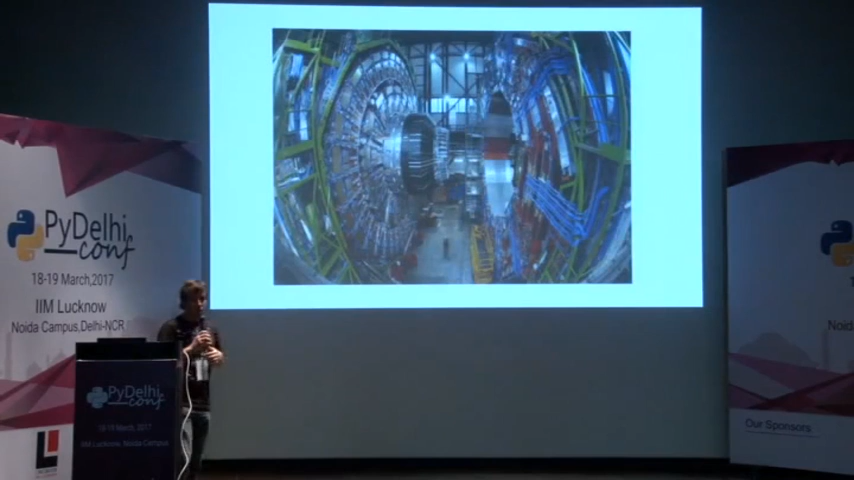 PyDelhi
conf
18-19 March,2017
IIM Lucknow
Noida Campus,Delhi-NCR
PyDelhi
conf
18-19 March, 2017
IIM Lucknow, Noida Campus
Our Sponsors